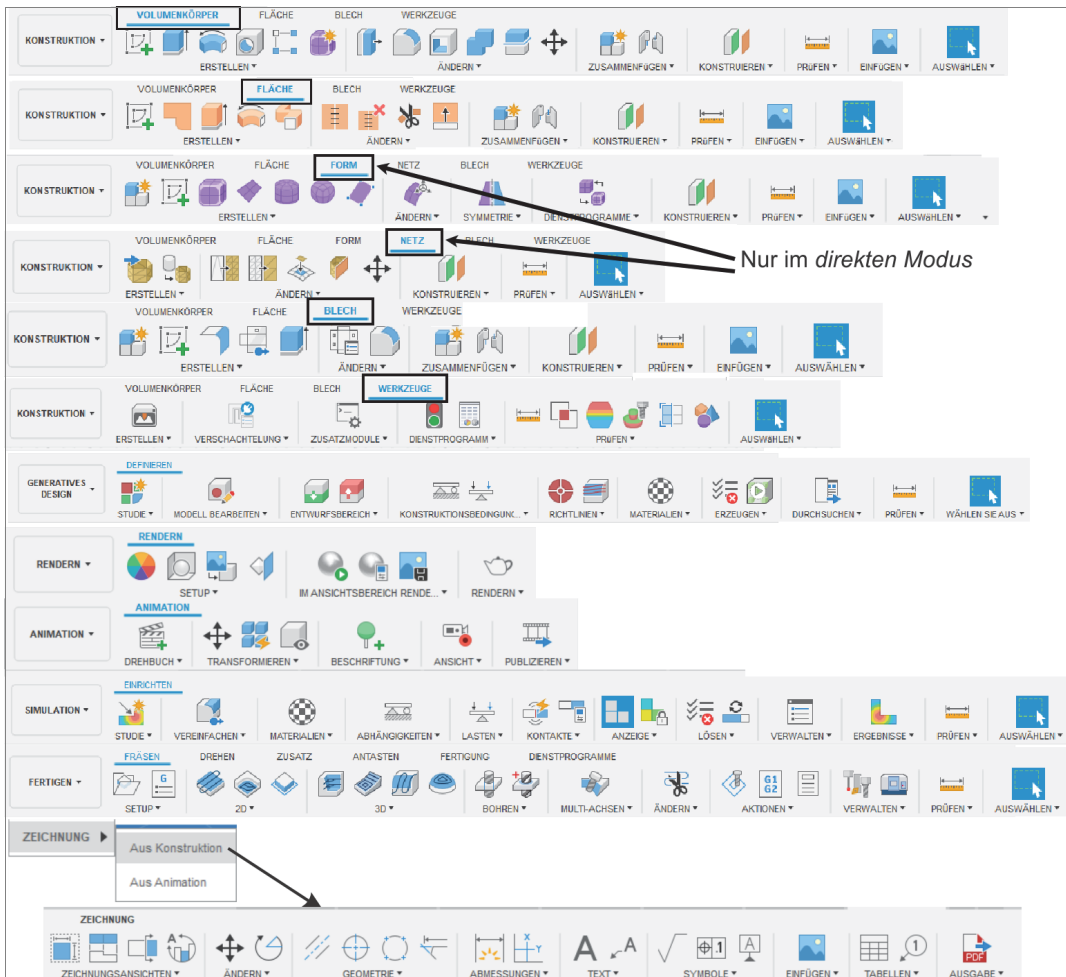 VOLUMENKÖRPER FLÄCHE BLECH WERKZEUGE
KONSTRUKTION
ERSTELLEN ÄNDERN ZUSAMMENFüGEN KONSTRUIEREN PRüFEN EINFüGEN AUSWäHLEN
VOLUMENKÖRPER FLÄCHE BLECH WERKZEUGE
KONSTRUKTION
ERSTELLEN ÄNDERN ZUSAMMENFüGEN KONSTRUIEREN PRüFEN EINFüGEN AUSWäHLEN
VOLUMENKÖRPER FLÄCHE FORM NETZ BLECH WERKZEUGE
KONSTRUKTION
ERSTELLEN ÄNDERN SYMMETRIE DIENSTPROGRAMME KONSTRUIEREN PRüFEN EINFüGEN AUSWäHLEN
VOLUMENKÖRPER FLÄCHE FORM NETZ BLECH WERKZEUGE
Nur im direkten Modus
KONSTRUKTION
ERSTELLEN ÄNDERN KONSTRUIEREN PRüFEN AUSWäHLEN
VOLUMENKÖRPER FLÄCHE BLECH WERKZEUGE
KONSTRUKTION
ERSTELLEN ÄNDERN ZUSAMMENFÜGEN KONSTRUIEREN PRÜFEN EINFÜGEN AUSWÄHLEN
VOLUMENKÖRPER FLÄCHE BLECH WERKZEUGE
KONSTRUKTION
ERSTELLEN VERSCHACHTELUNG ZUSATZMODULE DIENSTPROGRAMM PRüFEN AUSWäHLEN
DEFINIEREN
GENERATIVES
DESIGN
STUDIE MODELL BEARBEITEN ENTWURFSBEREICH KONSTRUKTIONSBEDINGUN... RICHTLINIEN MATERIALIEN ERZEUGEN DURCHSUCHEN PRÜFEN WÄHLEN SIE AUS
RENDERN
RENDERN
SETUP IM ANSICHTSBEREICH RENDE... RENDERN
ANIMATION
ANIMATION
DREHBUCH TRANSFORMIEREN BESCHRIFTUNG ANSICHT PUBLIZIEREN
EINRICHTEN
SIMULATION
STUDIE VEREINFACHEN MATERIALIEN ABHÄNGIGKEITEN LASTEN KONTAKTE ANZEIGE LÖSEN VERWALTEN ERGEBNISSE PRÜFEN AUSWÄHLEN
FRÄSEN DREHEN ZUSATZ ANTASTEN FERTIGUNG DIENSTPROGRAMME
FERTIGEN
G
G1
G2
SETUP 2D 3D BOHREN MULTI-ACHSEN ÄNDERN AKTIONEN VERWALTEN PRÜFEN AUSWÄHLEN
ZEICHNUNG
Aus Konstruktion
Aus Animation
ZEICHNUNG
A X Y A A .1 A 1 PDF
ZEICHNUNGSANSICHTEN ÄNDERN GEOMETRIE ABMESSUNGEN TEXT SYMBOLE EINFÜGEN TABELLEN AUSGABE